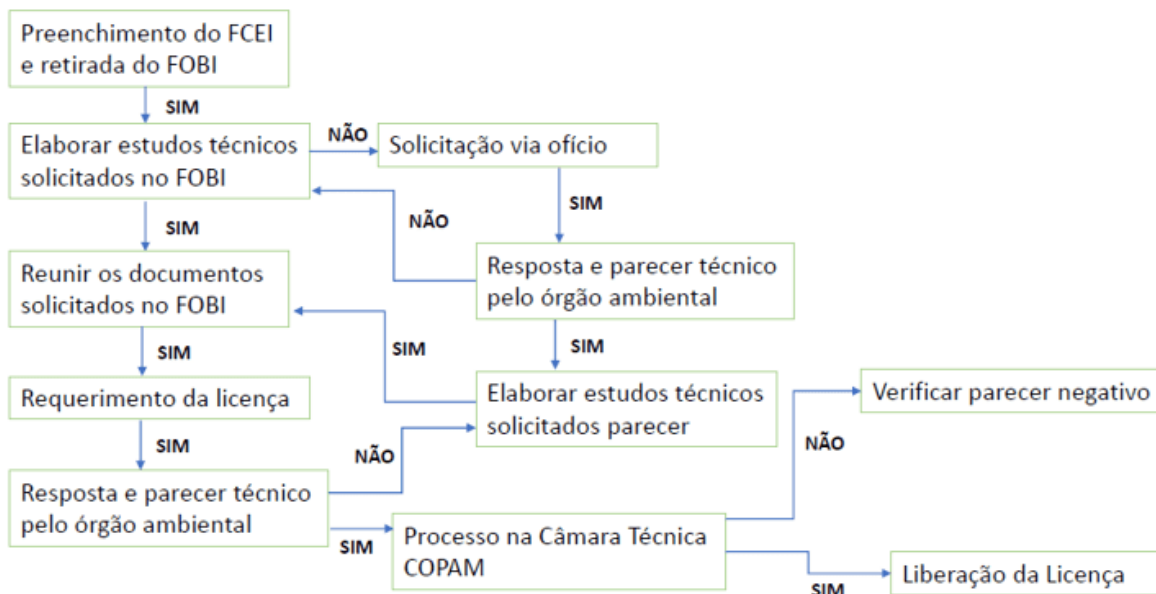 Preenchimento do FCEI
e retirada do FOBI
SIM
Elaborar estudos técnicos
solicitados no FOBI
NÃO
Solicitação via ofício
SIM
NÃO
SIM
Reunir os documentos
solicitados no FOBI
Resposta e parecer técnico
pelo órgão ambiental
SIM
SIM
SIM
Requerimento da licença
Elaborar estudos técnicos
solicitados parecer
Verificar parecer negativo
SIM
NÃO
NÃO
Resposta e parecer técnico
pelo órgão ambiental
SIM
Processo na Câmara Técnica
COPAM
SIM
Liberação da Licença